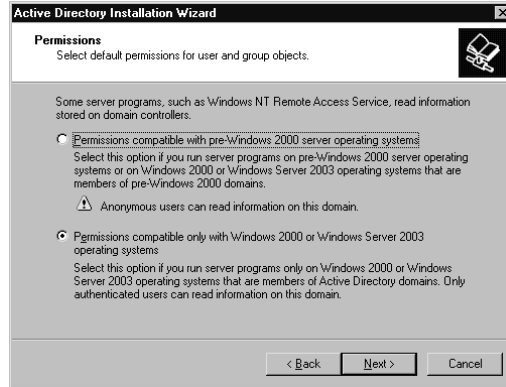 Active Directory Installation Wizard
Permissions
Select default permissions for user and group objects.
Some server programs, such as Windows NT Remote Access Service, read information
stored on domain controllers.
Permissions compatible with pre-Windows 2000 server operating systems
Select this option if you run server programs on pre-Windows 2000 server operating
systems or on Windows 2000 or Windows Server 2003 operating systems that are
members of pre-Windows 2000 domains.
Anonymous users can read information on this domain.
Permissions compatible only with Windows 2000 or Windows Server 2003
operating systems
Select this option if you run server programs only on Windows 2000 or Windows
Server 2003 operating systems that are members of Active Directory domains. Only
authenticated users can read information on this domain.
< Back Next > Cancel